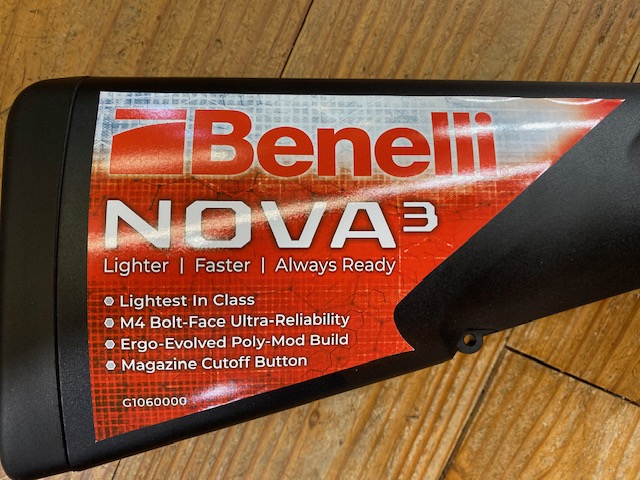 Benelli
NOVA³
Lighter | Faster | Always Ready
Lightest In Class
M4 Bolt-Face Ultra-Reliability
Ergo-Evolved Poly-Mod Build
Magazine Cutoff Button
G1060000